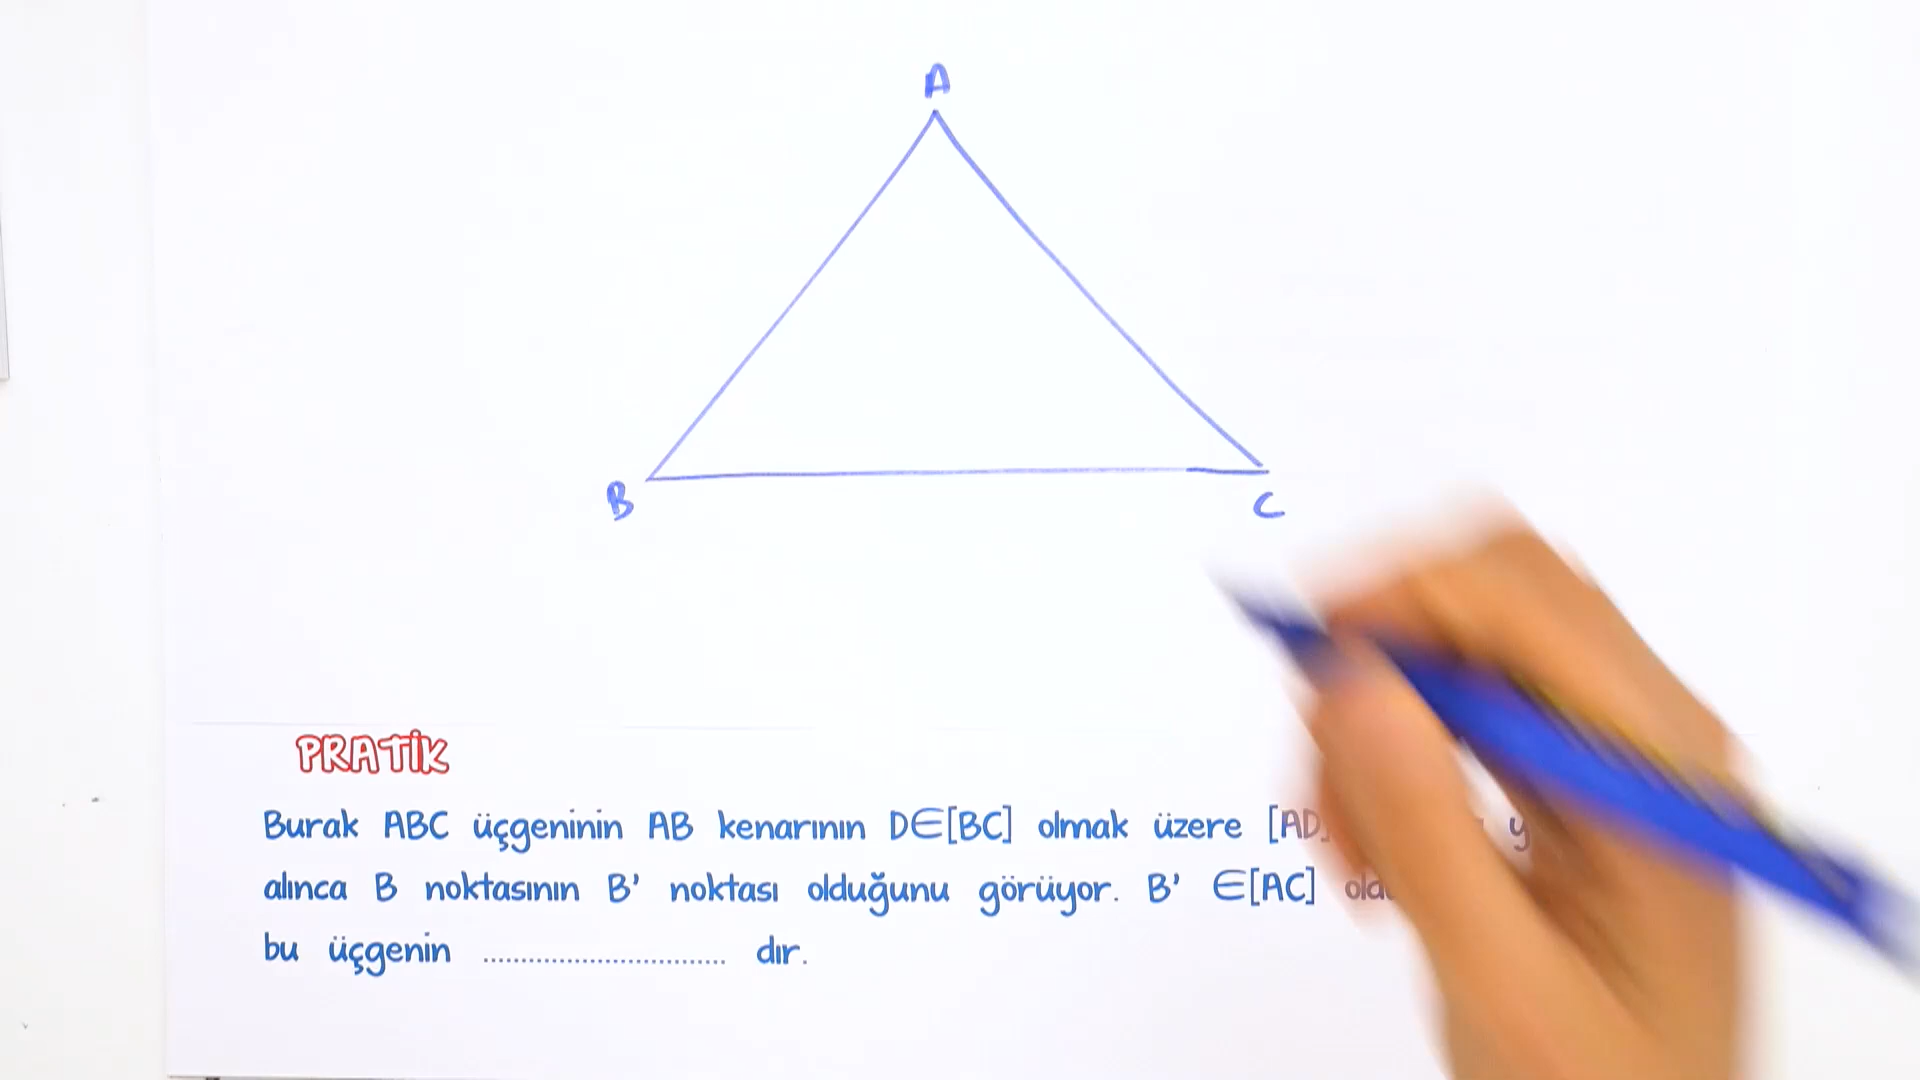 A
B
C
PRATİK
Burak ABC üçgeninin AB kenarının D∈[BC] olmak üzere [AD]
alınca B noktasının B' noktası olduğunu görüyor. B' ∈[AC]
bu üçgenin .............................. dır.